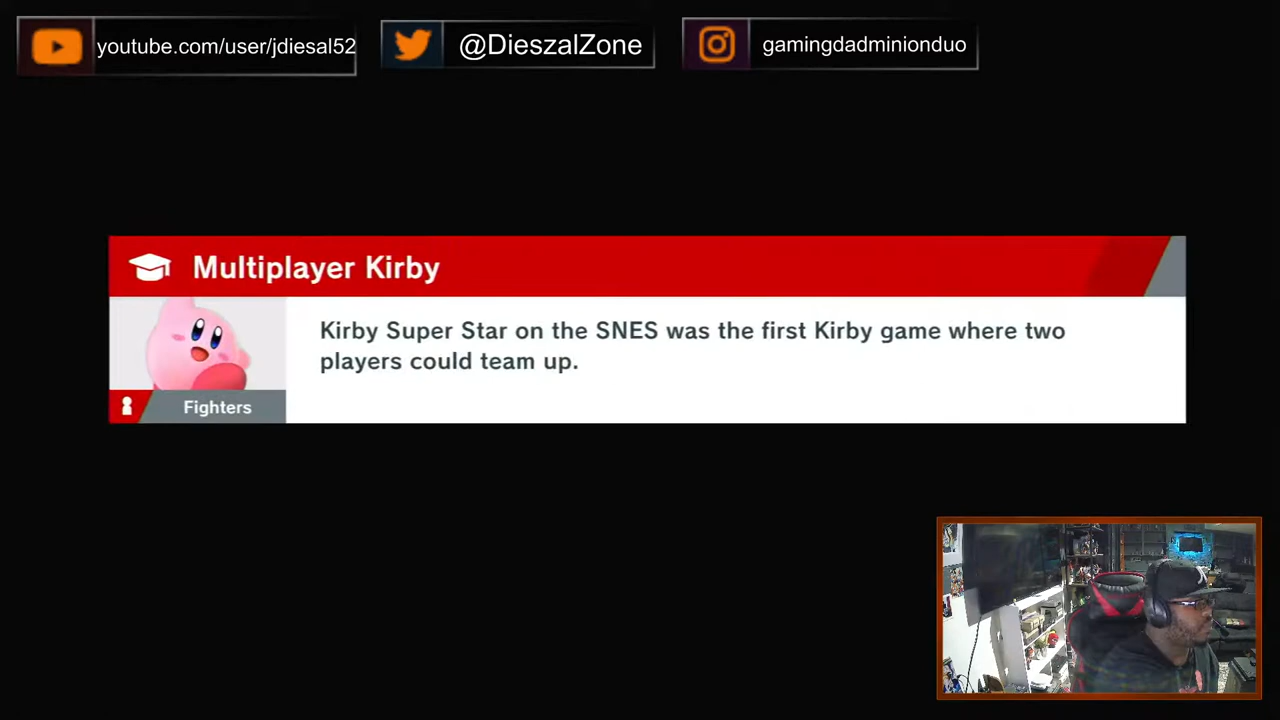 youtube.com/user/jdiesal52
@DieszalZone
gamingdadminionduo
Multiplayer Kirby
Kirby Super Star on the SNES was the first Kirby game where two
players could team up.
Fighters